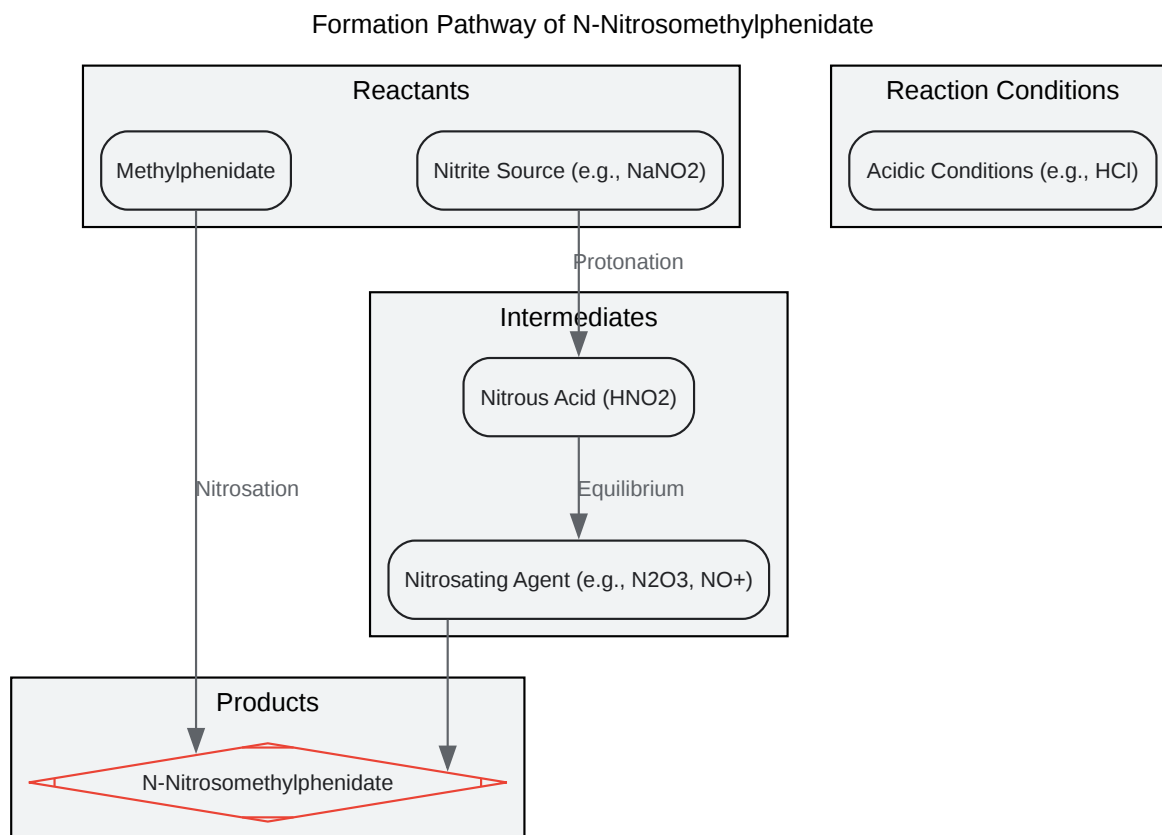 Formation Pathway of N-Nitrosomethylphenidate
Reactants
Reaction Conditions
Methylphenidate
Nitrite Source (e.g., NaNO2)
Acidic Conditions (e.g., HCl)
Protonation
Intermediates
Nitrous Acid (HNO2)
Nitrosation
Equilibrium
Nitrosating Agent (e.g., N2O3, NO+)
Products
N-Nitrosomethylphenidate